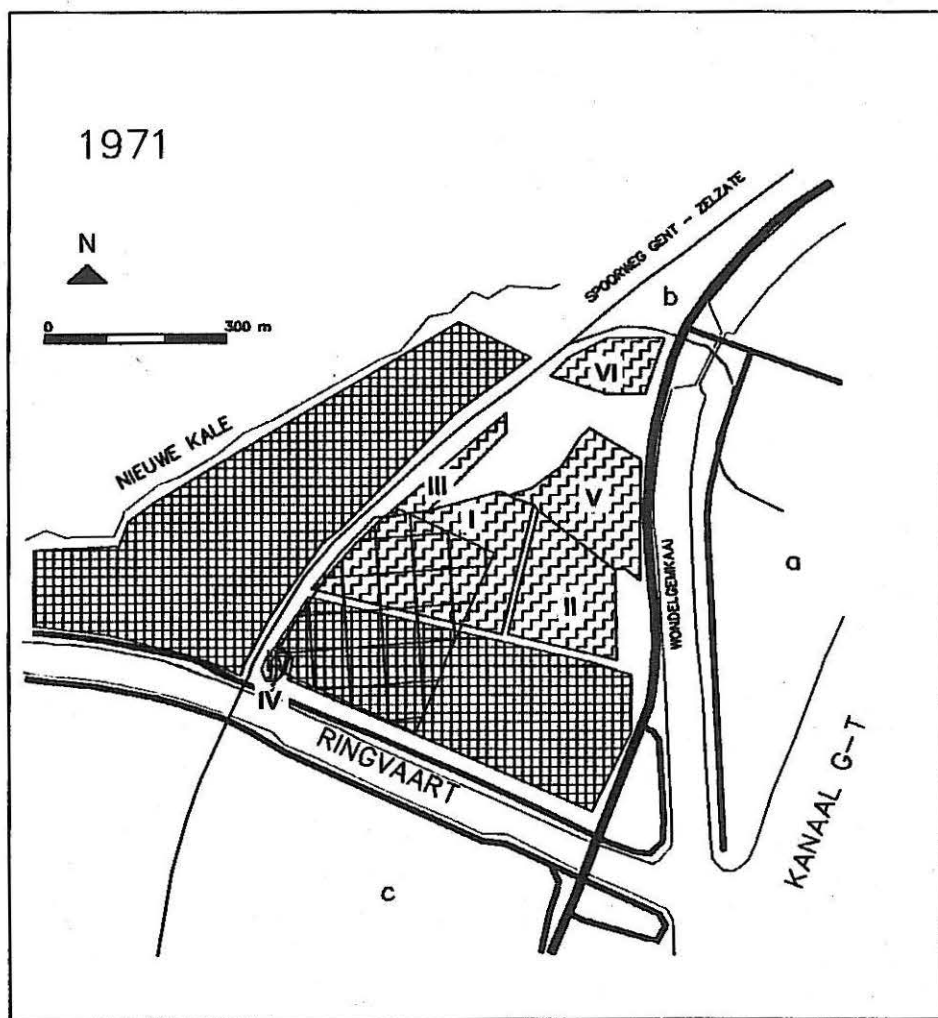 1971
N
0 300 m
SPOORWEG GENT - ZELZATE
b
VI
NIEUWE KALE
III
I
V
a
II
WONDELGEMKAAI
IV
RINGVAART
KANAAL G-T
c